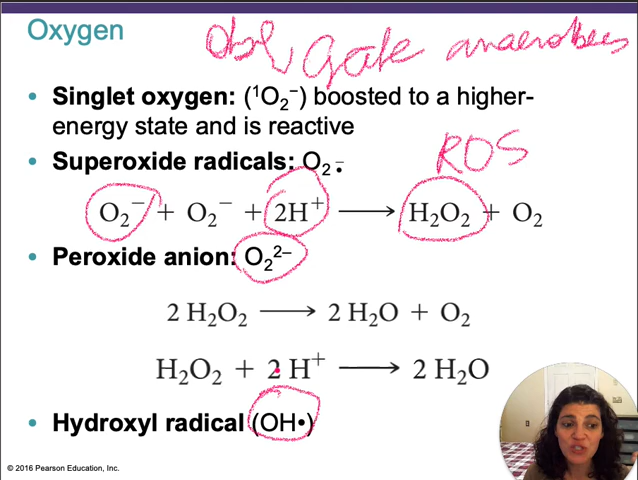 Oxygen
Obligate anaerobes
• Singlet oxygen: (¹O₂⁻) boosted to a higher-
energy state and is reactive
ROS
• Superoxide radicals: O₂⁻•
O₂⁻ + O₂⁻ + 2H⁺ ⟶ H₂O₂ + O₂
• Peroxide anion: O₂²⁻
2 H₂O₂ ⟶ 2 H₂O + O₂
H₂O₂ + 2 H⁺ ⟶ 2 H₂O
• Hydroxyl radical (OH•)
© 2016 Pearson Education, Inc.